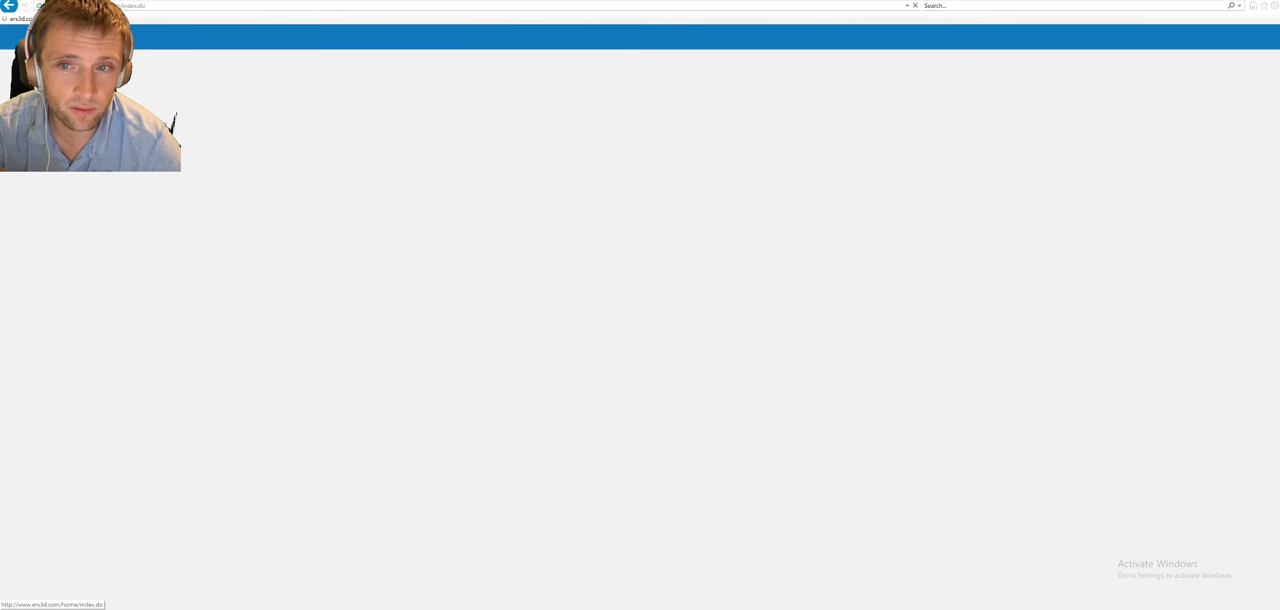 /index.do
Search...
ers3d.co
Activate Windows
Go to Settings to activate Windows.
http://www.ers3d.com/home/index.do